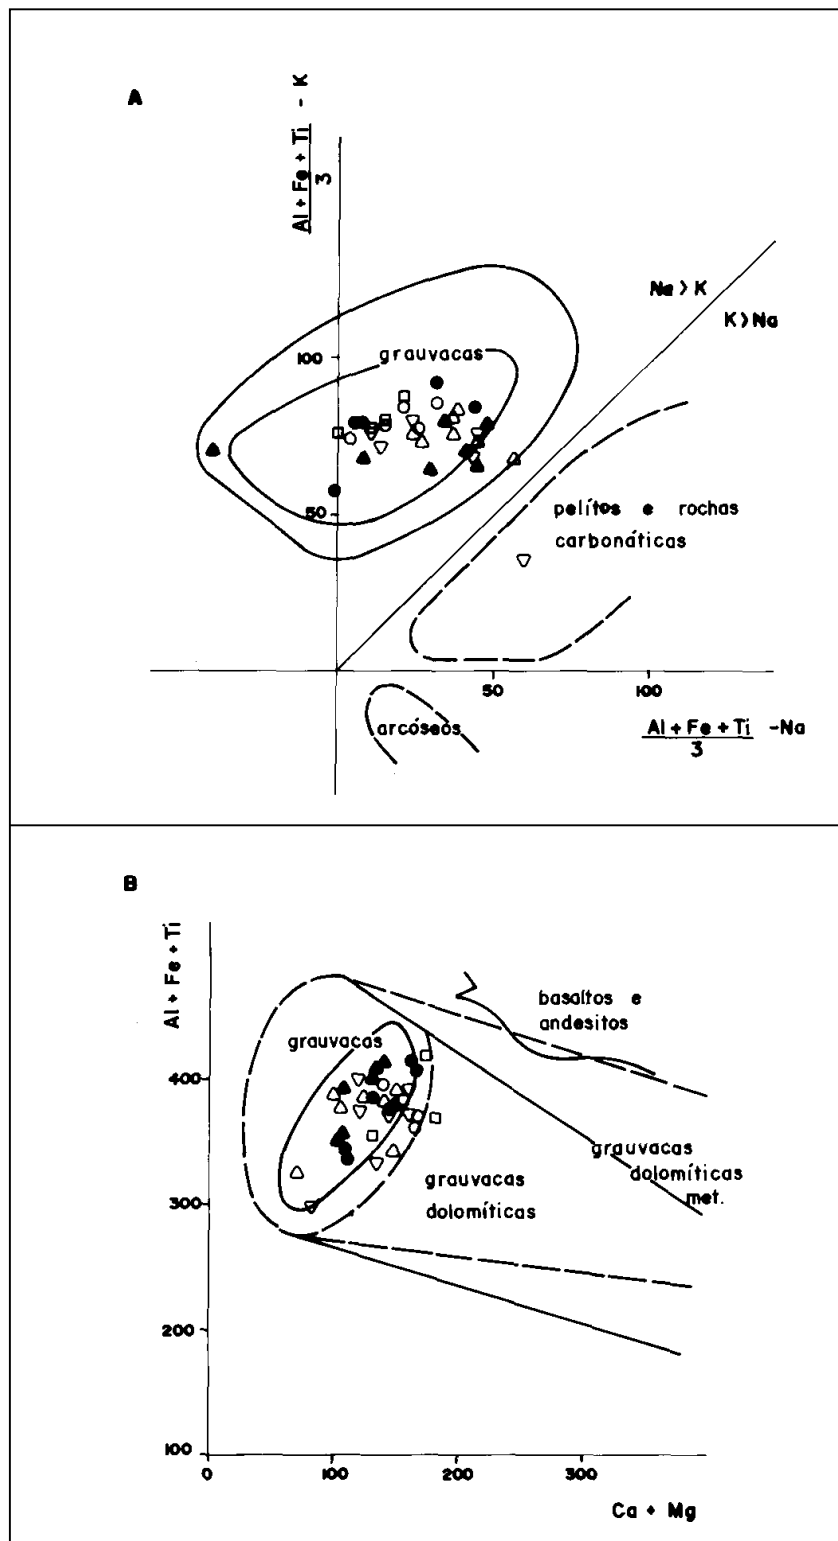 A
Al + Fe + Ti - K
3
Na > K
K > Na
100
grauvacas
50
pelítos e rochas
carbonáticas
50
100
arcóseós
Al + Fe + Ti - Na
3
B
Al + Fe + Ti
basaltos e
andesitos
grauvacas
400
grauvacas
dolomíticas
met.
grauvacas
dolomíticas
300
200
100
0
100
200
300
Ca + Mg